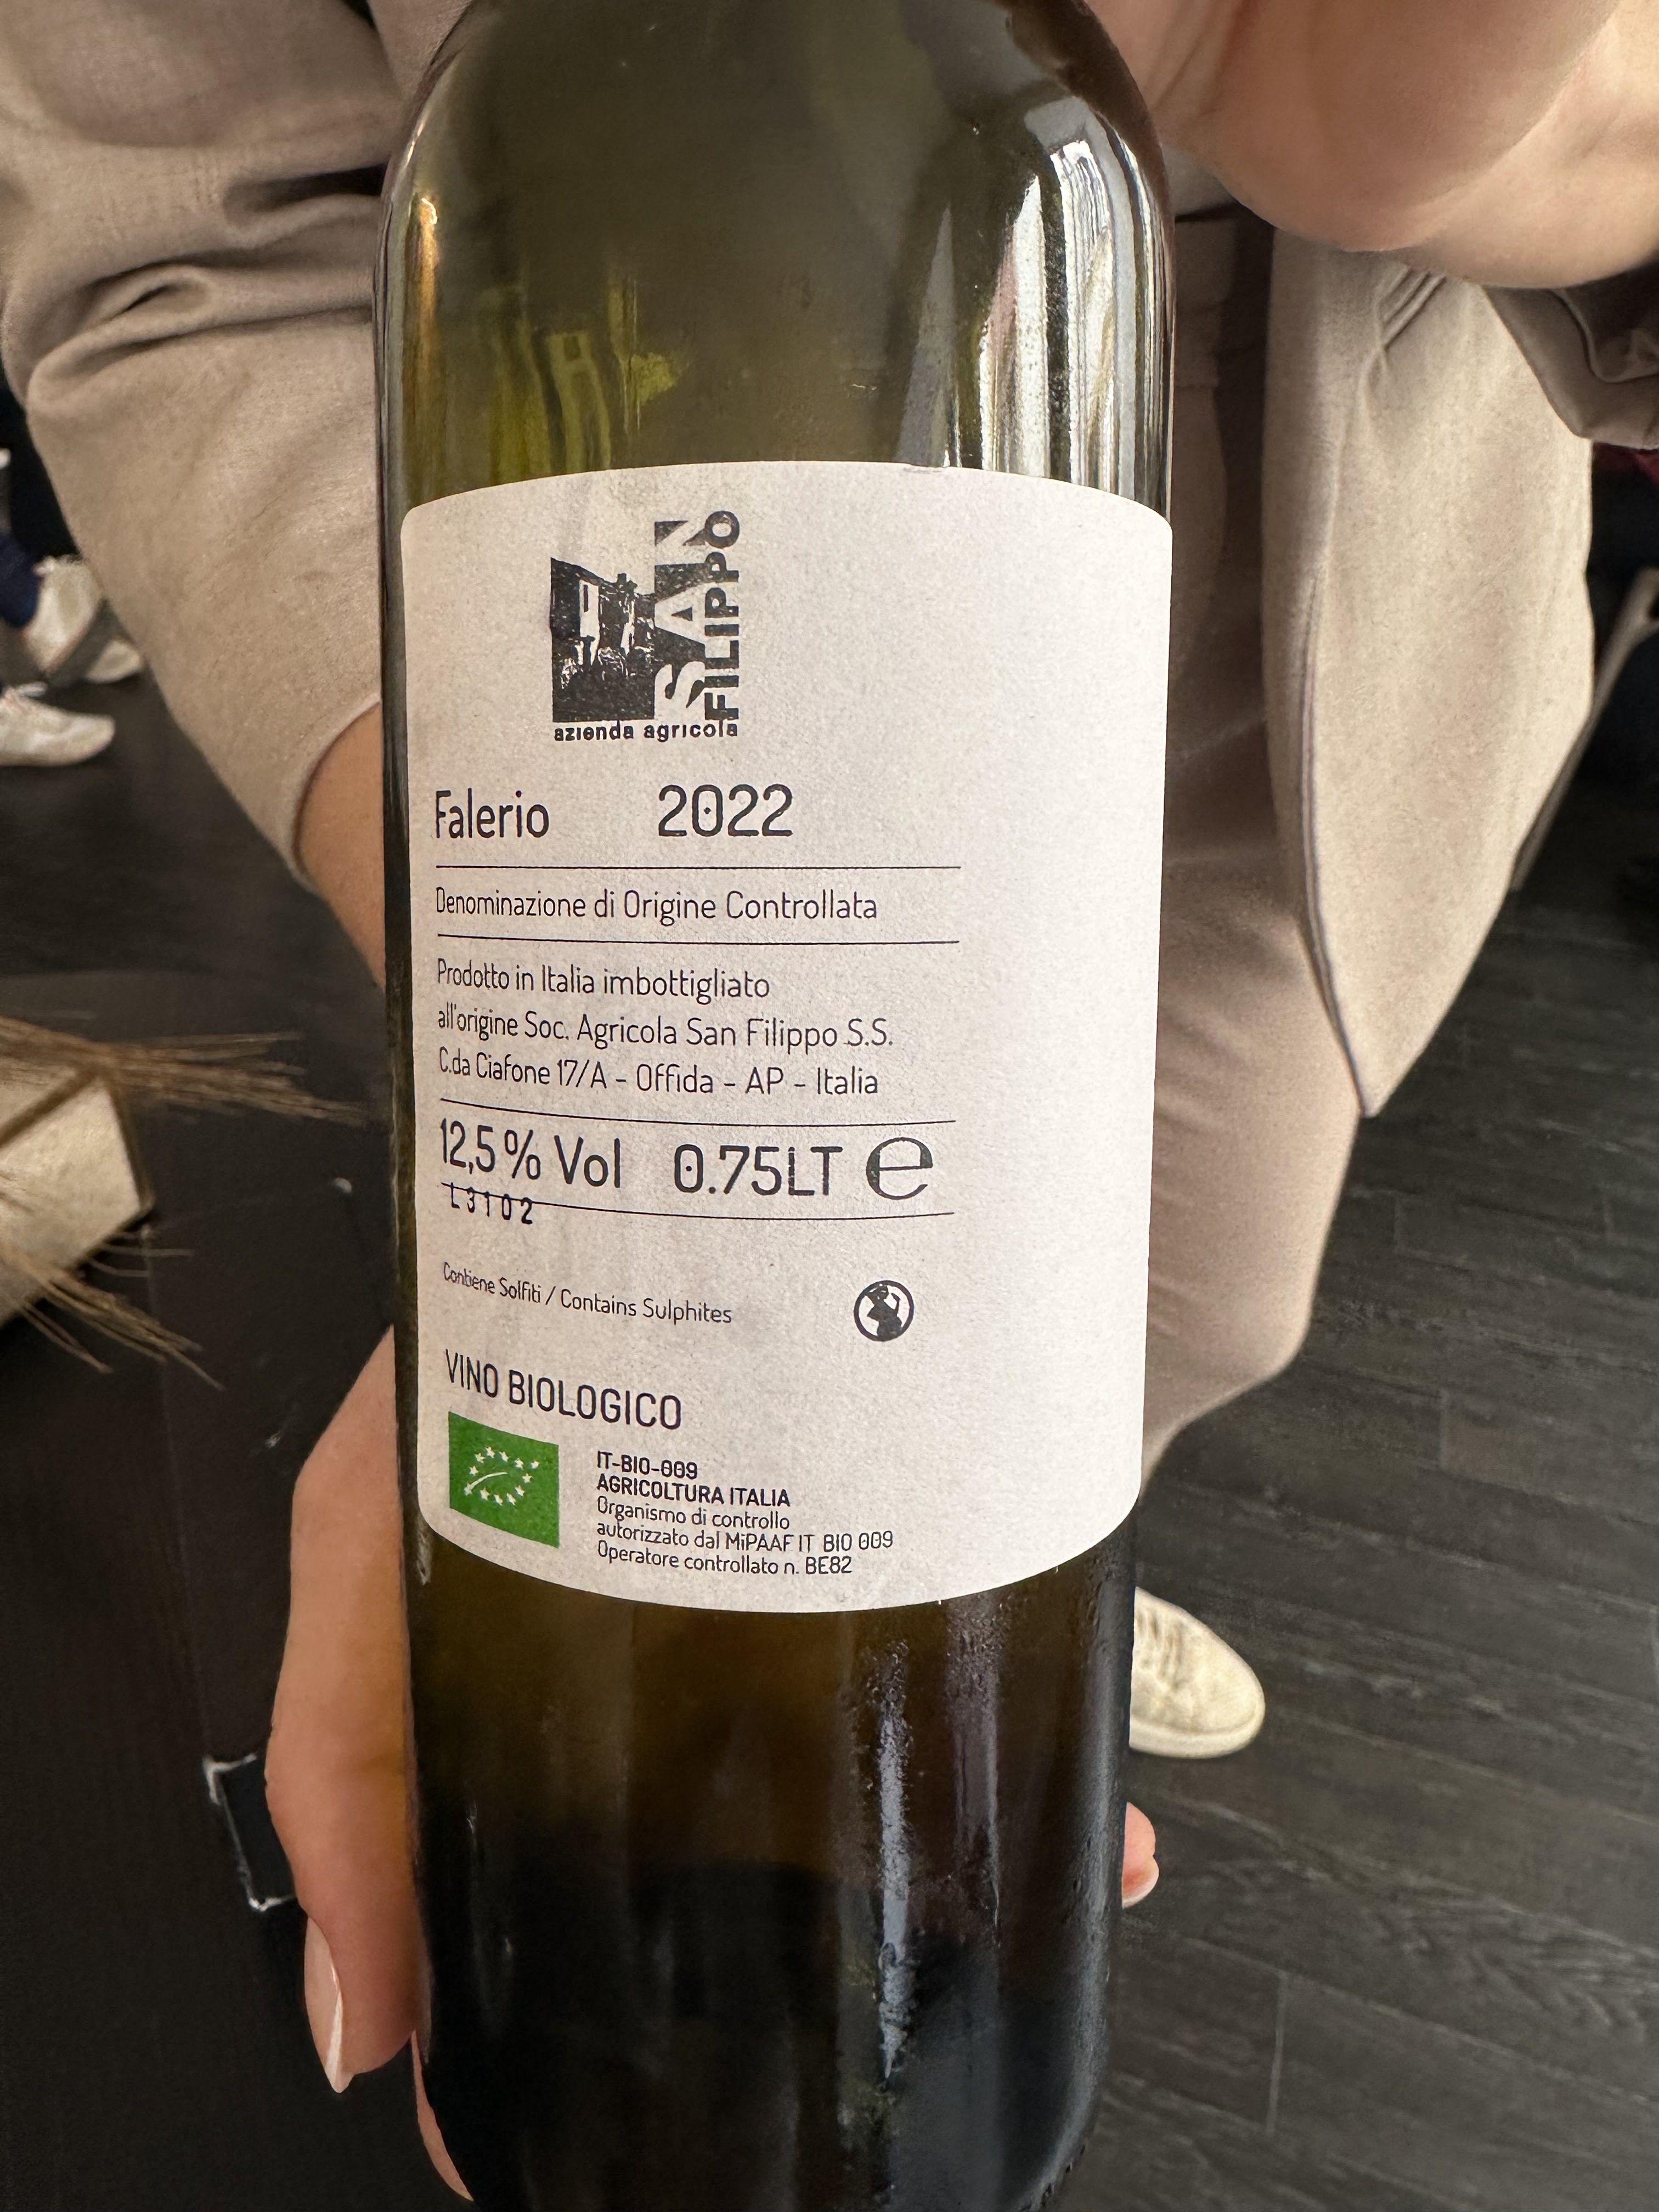 SAN
FILIPPO
azienda agricola
Falerio 2022
Denominazione di Origine Controllata
Prodotto in Italia imbottigliato
all'origine Soc. Agricola San Filippo S.S.
C.da Ciafone 17/A - Offida - AP - Italia
12,5% Vol 0.75LT e
L3102
Contiene Solfiti / Contains Sulphites
VINO BIOLOGICO
IT-BIO-009
AGRICOLTURA ITALIA
Organismo di controllo
autorizzato dal MiPAAF IT BIO 009
Operatore controllato n. BE82